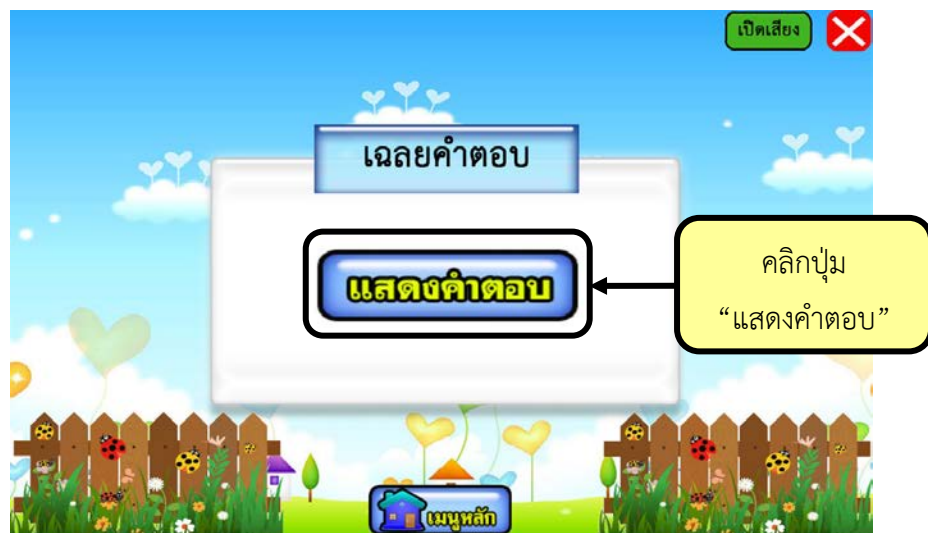 เปิดเสียง
เฉลยคำตอบ
แสดงคำตอบ
คลิกปุ่ม
“แสดงคำตอบ”
เมนูหลัก